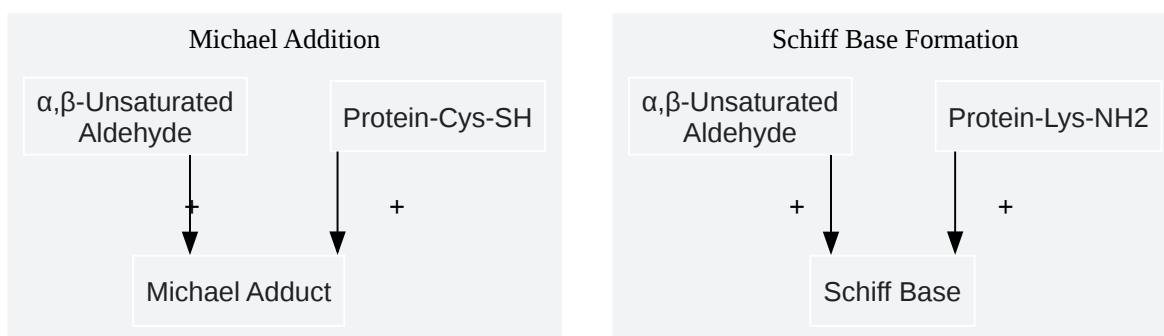 Michael Addition
α,β-Unsaturated
Aldehyde
Protein-Cys-SH
+
+
Michael Adduct
Schiff Base Formation
α,β-Unsaturated
Aldehyde
Protein-Lys-NH2
+
+
Schiff Base